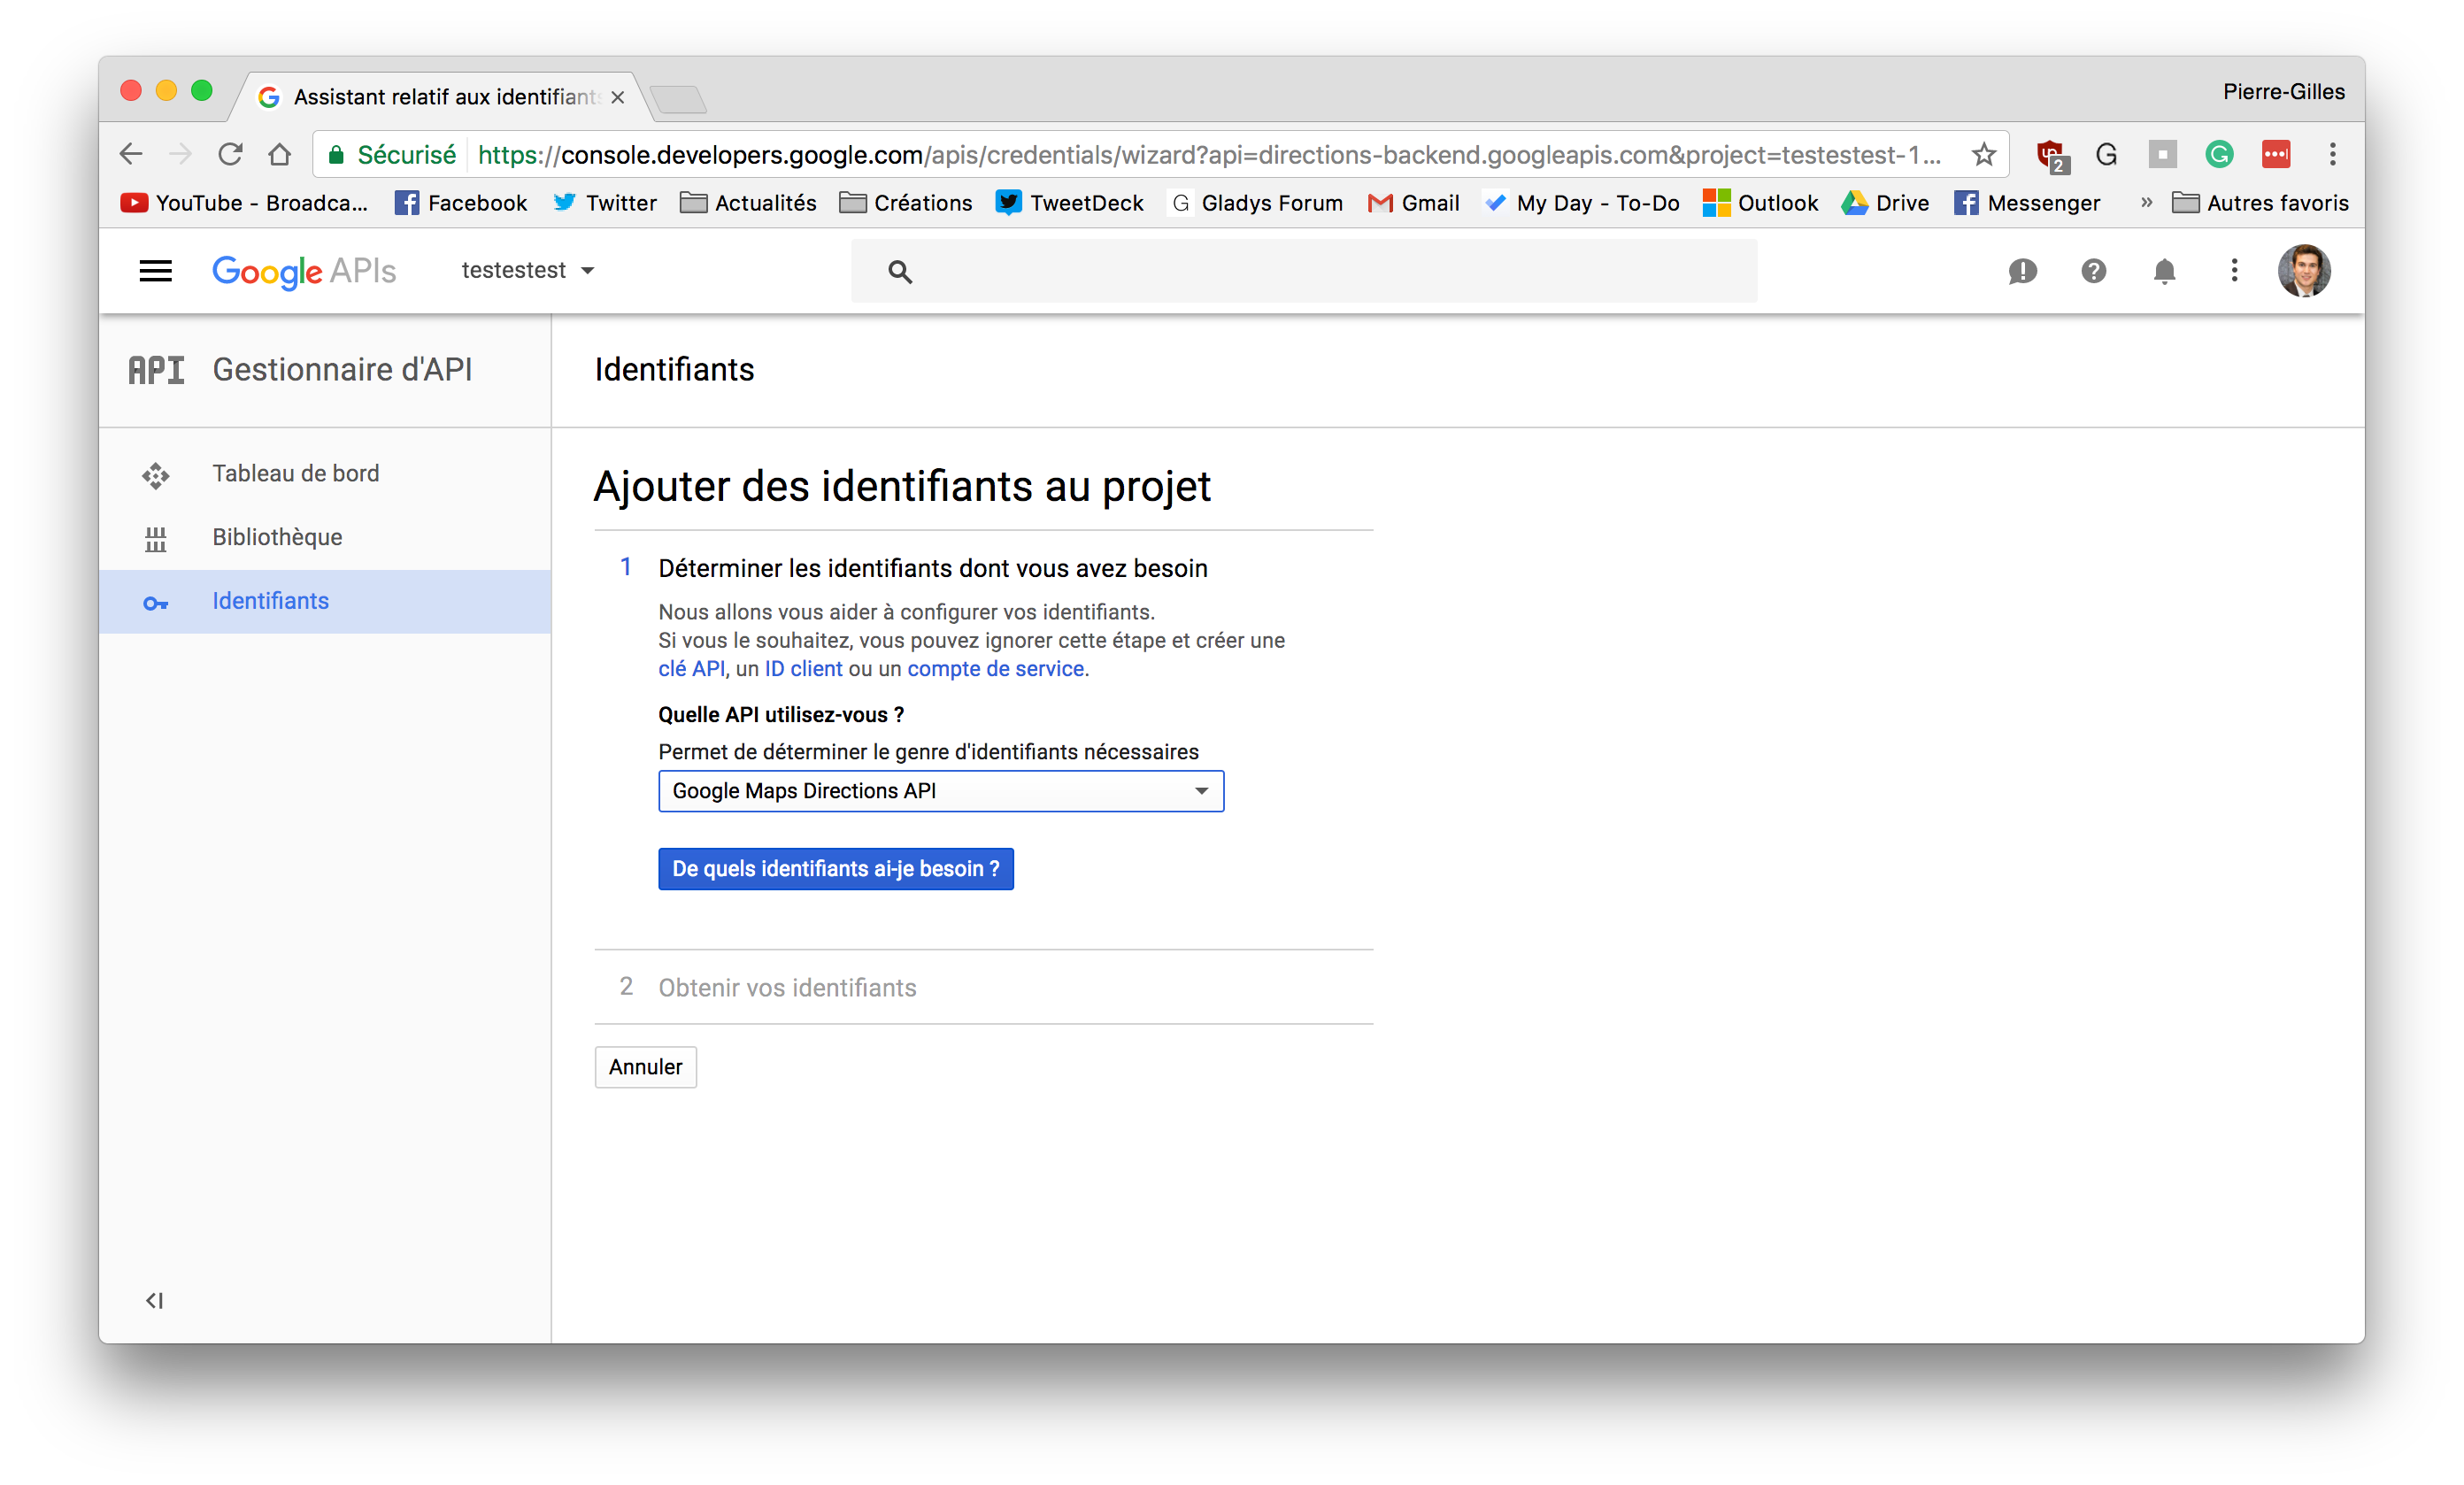 Assistant relatif aux identifiants
Pierre-Gilles
Sécurisé https://console.developers.google.com/apis/credentials/wizard?api=directions-backend.googleapis.com&project=testestest-1...
2
YouTube - Broadca... Facebook Twitter Actualités Créations TweetDeck Gladys Forum Gmail My Day - To-Do Outlook Drive Messenger » Autres favoris
Google APIs testestest
API Gestionnaire d'API
Identifiants
Tableau de bord
Bibliothèque
Identifiants
Ajouter des identifiants au projet
1 Déterminer les identifiants dont vous avez besoin
Nous allons vous aider à configurer vos identifiants.
Si vous le souhaitez, vous pouvez ignorer cette étape et créer une
clé API, un ID client ou un compte de service.
Quelle API utilisez-vous ?
Permet de déterminer le genre d'identifiants nécessaires
Google Maps Directions API
De quels identifiants ai-je besoin ?
2 Obtenir vos identifiants
Annuler